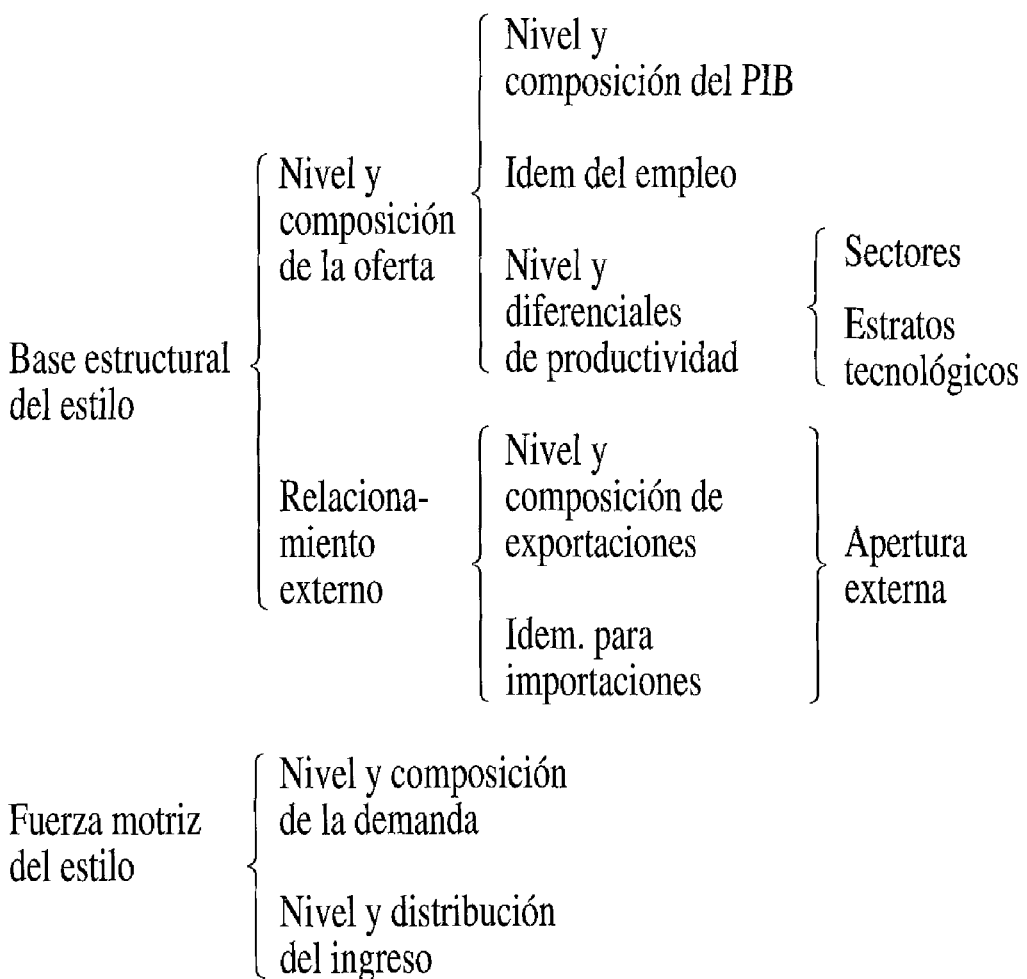 Base estructural
del estilo
Nivel y
composición
de la oferta
Nivel y
composición del PIB
Idem del empleo
Nivel y
diferenciales
de productividad
Sectores
Estratos
tecnológicos
Relaciona-
miento
externo
Nivel y
composición de
exportaciones
Idem. para
importaciones
Apertura
externa
Fuerza motriz
del estilo
Nivel y composición
de la demanda
Nivel y distribución
del ingreso